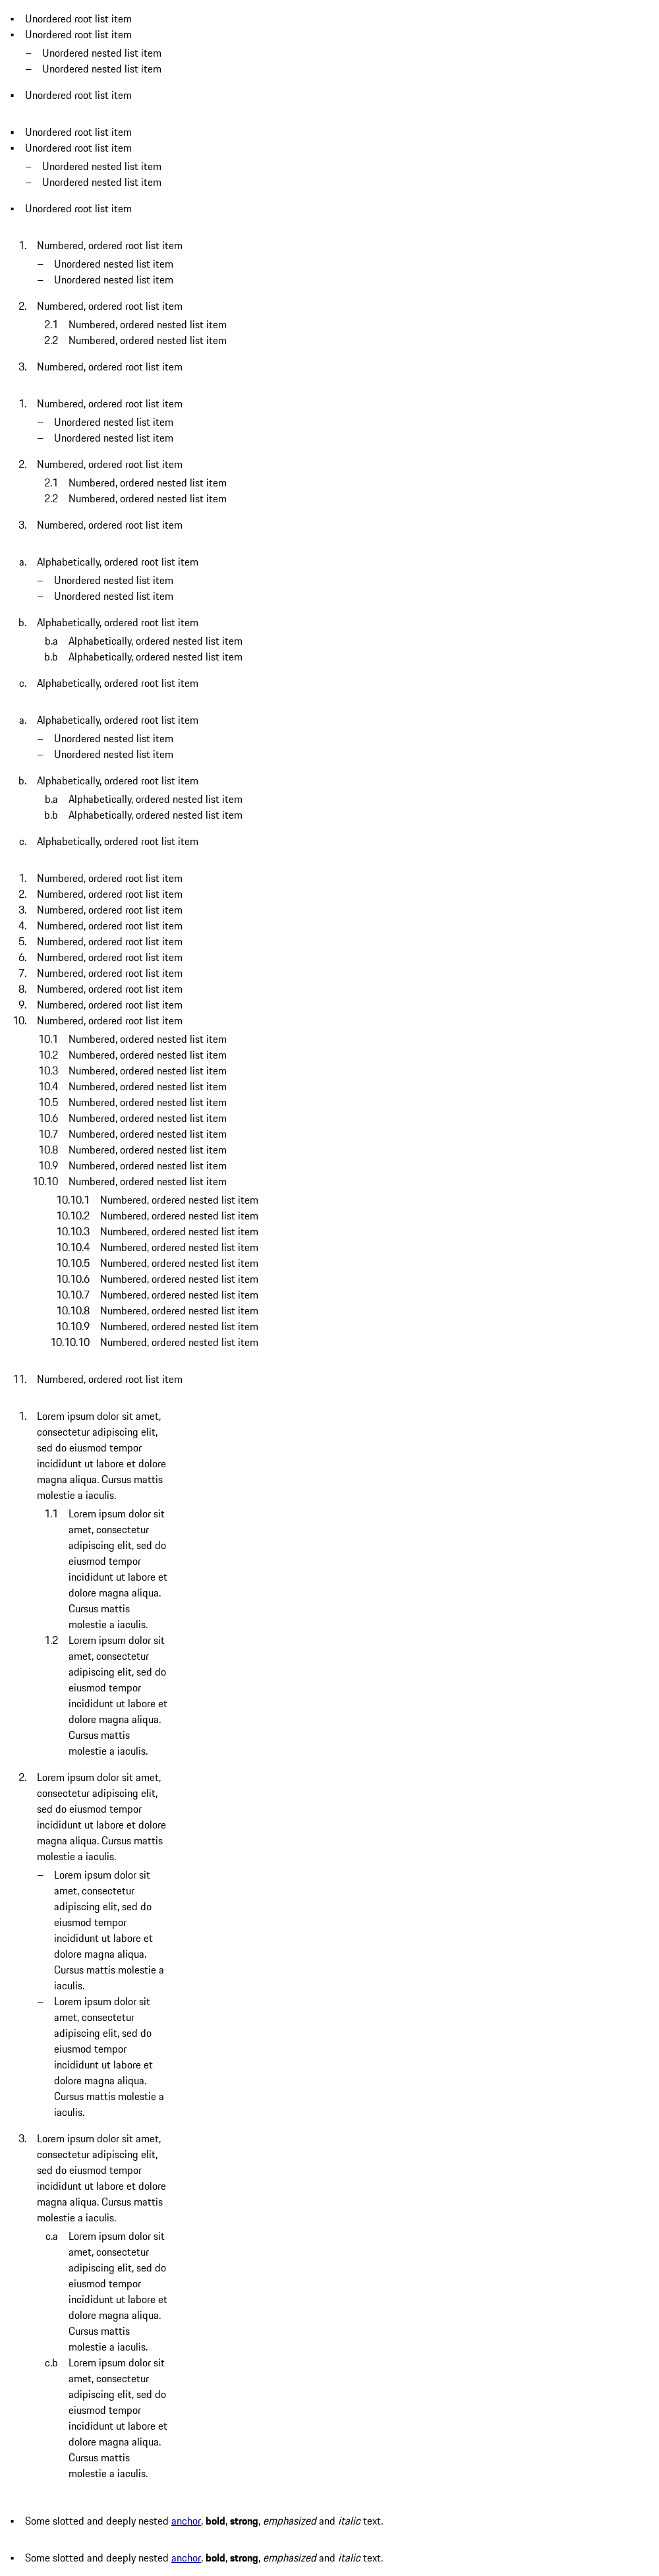 ▪ Unordered root list item
▪ Unordered root list item
– Unordered nested list item
– Unordered nested list item
▪ Unordered root list item
▪ Unordered root list item
▪ Unordered root list item
– Unordered nested list item
– Unordered nested list item
▪ Unordered root list item
1. Numbered, ordered root list item
– Unordered nested list item
– Unordered nested list item
2. Numbered, ordered root list item
2.1 Numbered, ordered nested list item
2.2 Numbered, ordered nested list item
3. Numbered, ordered root list item
1. Numbered, ordered root list item
– Unordered nested list item
– Unordered nested list item
2. Numbered, ordered root list item
2.1 Numbered, ordered nested list item
2.2 Numbered, ordered nested list item
3. Numbered, ordered root list item
a. Alphabetically, ordered root list item
– Unordered nested list item
– Unordered nested list item
b. Alphabetically, ordered root list item
b.a Alphabetically, ordered nested list item
b.b Alphabetically, ordered nested list item
c. Alphabetically, ordered root list item
a. Alphabetically, ordered root list item
– Unordered nested list item
– Unordered nested list item
b. Alphabetically, ordered root list item
b.a Alphabetically, ordered nested list item
b.b Alphabetically, ordered nested list item
c. Alphabetically, ordered root list item
1. Numbered, ordered root list item
2. Numbered, ordered root list item
3. Numbered, ordered root list item
4. Numbered, ordered root list item
5. Numbered, ordered root list item
6. Numbered, ordered root list item
7. Numbered, ordered root list item
8. Numbered, ordered root list item
9. Numbered, ordered root list item
10. Numbered, ordered root list item
10.1 Numbered, ordered nested list item
10.2 Numbered, ordered nested list item
10.3 Numbered, ordered nested list item
10.4 Numbered, ordered nested list item
10.5 Numbered, ordered nested list item
10.6 Numbered, ordered nested list item
10.7 Numbered, ordered nested list item
10.8 Numbered, ordered nested list item
10.9 Numbered, ordered nested list item
10.10 Numbered, ordered nested list item
10.10.1 Numbered, ordered nested list item
10.10.2 Numbered, ordered nested list item
10.10.3 Numbered, ordered nested list item
10.10.4 Numbered, ordered nested list item
10.10.5 Numbered, ordered nested list item
10.10.6 Numbered, ordered nested list item
10.10.7 Numbered, ordered nested list item
10.10.8 Numbered, ordered nested list item
10.10.9 Numbered, ordered nested list item
10.10.10 Numbered, ordered nested list item
11. Numbered, ordered root list item
1. Lorem ipsum dolor sit amet,
consectetur adipiscing elit,
sed do eiusmod tempor
incididunt ut labore et dolore
magna aliqua. Cursus mattis
molestie a iaculis.
1.1 Lorem ipsum dolor sit
amet, consectetur
adipiscing elit, sed do
eiusmod tempor
incididunt ut labore et
dolore magna aliqua.
Cursus mattis
molestie a iaculis.
1.2 Lorem ipsum dolor sit
amet, consectetur
adipiscing elit, sed do
eiusmod tempor
incididunt ut labore et
dolore magna aliqua.
Cursus mattis
molestie a iaculis.
2. Lorem ipsum dolor sit amet,
consectetur adipiscing elit,
sed do eiusmod tempor
incididunt ut labore et dolore
magna aliqua. Cursus mattis
molestie a iaculis.
– Lorem ipsum dolor sit
amet, consectetur
adipiscing elit, sed do
eiusmod tempor
incididunt ut labore et
dolore magna aliqua.
Cursus mattis molestie a
iaculis.
– Lorem ipsum dolor sit
amet, consectetur
adipiscing elit, sed do
eiusmod tempor
incididunt ut labore et
dolore magna aliqua.
Cursus mattis molestie a
iaculis.
3. Lorem ipsum dolor sit amet,
consectetur adipiscing elit,
sed do eiusmod tempor
incididunt ut labore et dolore
magna aliqua. Cursus mattis
molestie a iaculis.
c.a Lorem ipsum dolor sit
amet, consectetur
adipiscing elit, sed do
eiusmod tempor
incididunt ut labore et
dolore magna aliqua.
Cursus mattis
molestie a iaculis.
c.b Lorem ipsum dolor sit
amet, consectetur
adipiscing elit, sed do
eiusmod tempor
incididunt ut labore et
dolore magna aliqua.
Cursus mattis
molestie a iaculis.
▪ Some slotted and deeply nested anchor, bold, strong, emphasized and italic text.
▪ Some slotted and deeply nested anchor, bold, strong, emphasized and italic text.